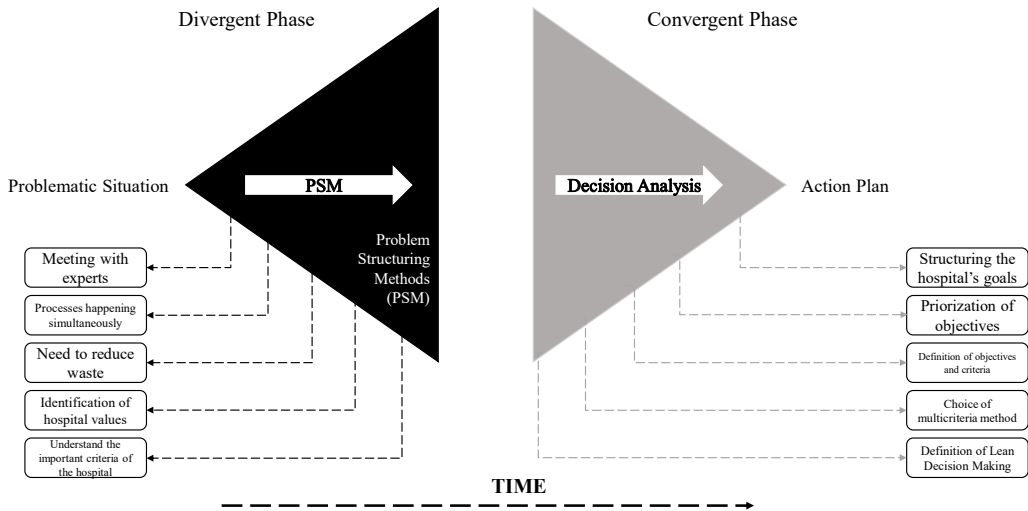 Divergent Phase
Convergent Phase
Problematic Situation
PSM
Decision Analysis
Action Plan
Problem
Structuring
Methods
(PSM)
Meeting with
experts
Processes happening
simultaneously
Need to reduce
waste
Identification of
hospital values
Understand the
important criteria of
the hospital
Structuring the
hospital's goals
Priorization of
objectives
Definition of objectives
and criteria
Choice of
multicriteria method
Definition of Lean
Decision Making
TIME